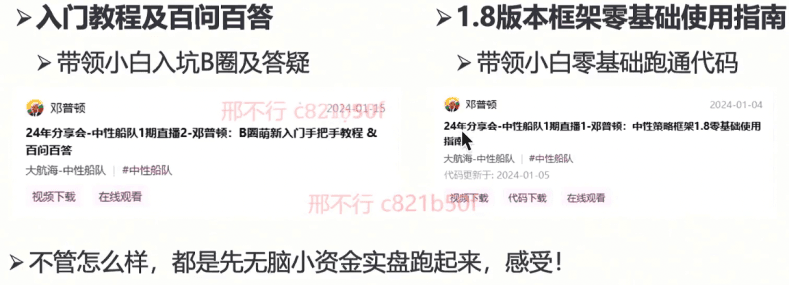 ➢入门教程及百问百答
➢带领小白入坑B圈及答疑
邓普顿
2024-01-15
24年分享会-中性船队1期直播2-邓普顿：B圈萌新入门手把手教程 &
百问百答
大航海-中性船队 | #中性船队
视频下载 在线观看
➢1.8版本框架零基础使用指南
➢带领小白零基础跑通代码
邓普顿
2024-01-04
24年分享会-中性船队1期直播1-邓普顿：中性策略框架1.8零基础使用
指南
大航海-中性船队 | #中性船队
代码更新于: 2024-01-05
视频下载 代码下载 在线观看
➢不管怎么样，都是先无脑小资金实盘跑起来，感受！
邢不行 c821b50f
邢不行 c821b50f